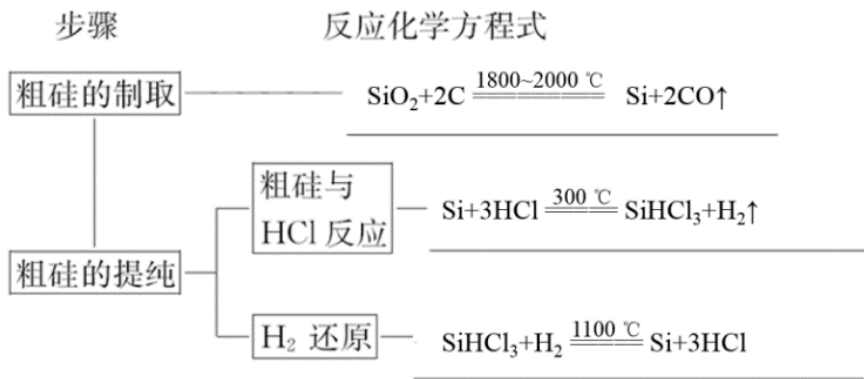 步骤 反应化学方程式
粗硅的制取 SiO₂+2C 1800~2000 ℃ Si+2CO↑
粗硅与
HCl 反应
Si+3HCl 300 ℃ SiHCl₃+H₂↑
粗硅的提纯
H₂ 还原 SiHCl₃+H₂ 1100 ℃ Si+3HCl